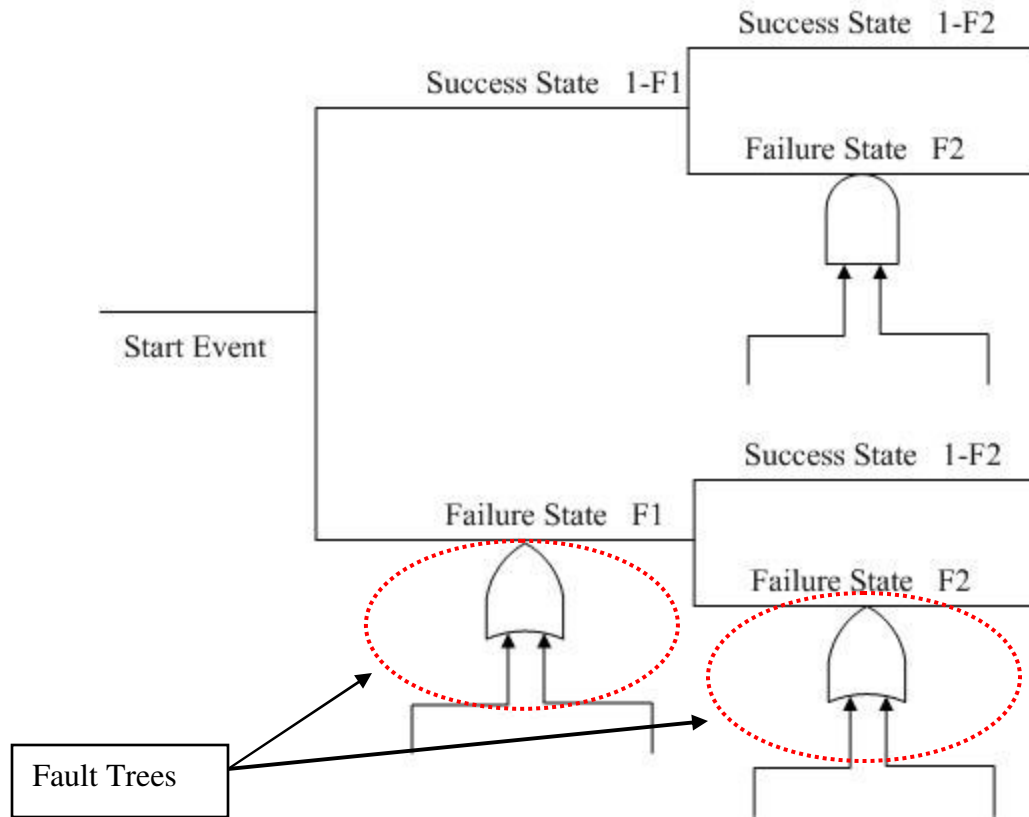 Success State 1-F2
Success State 1-F1
Failure State F2
Start Event
Success State 1-F2
Failure State F1
Failure State F2
Fault Trees